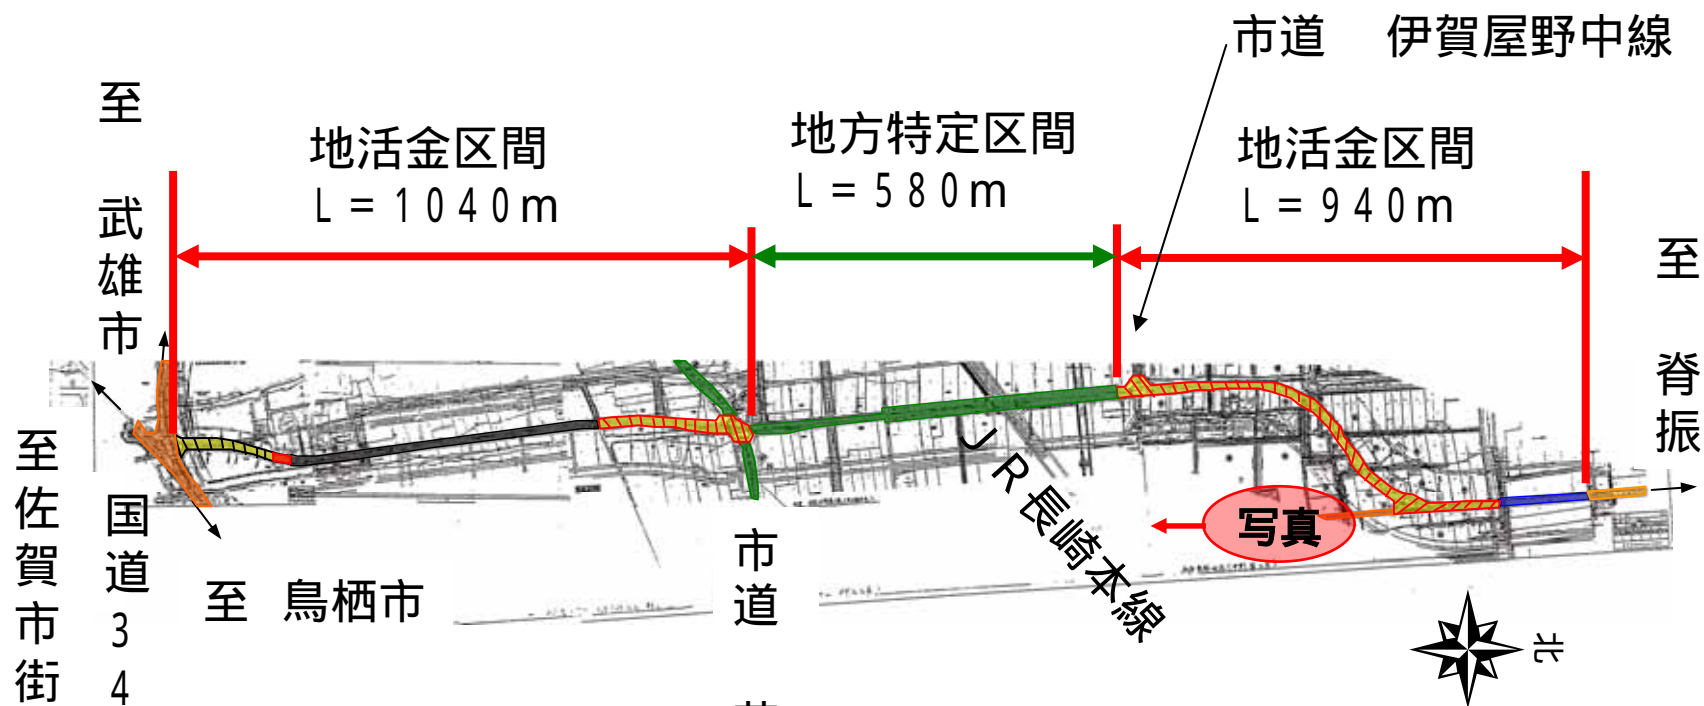 市道　伊賀屋野中線
至　武雄市
地活金区間
Ｌ＝１０４０ｍ
地方特定区間
Ｌ＝５８０ｍ
地活金区間
Ｌ＝９４０ｍ
至　脊振
至佐賀市街
国道３４
至　鳥栖市
市道
ＪＲ長崎本線
写真
北